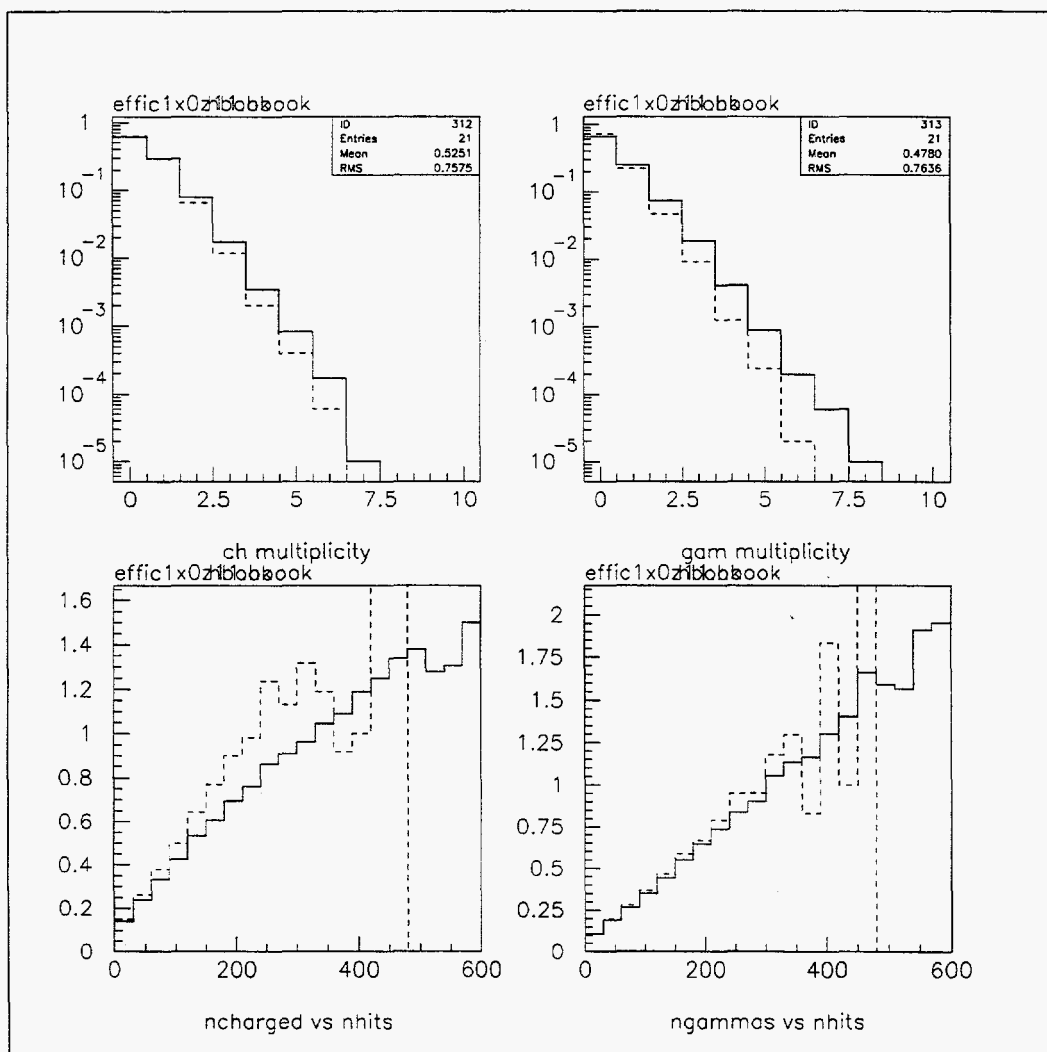 effic1x0z
effic1x0z
ID 312
Entries 21
Mean 0.5251
RMS 0.7575
ID 313
Entries 21
Mean 0.4780
RMS 0.7636
1
10-1
10-2
10-3
10-4
10-5
0 2.5 5 7.5 10
ch multiplicity
1
10-1
10-2
10-3
10-4
10-5
0 2.5 5 7.5 10
gam multiplicity
effic1x0z
effic1x0z
1.6
1.4
1.2
1
0.8
0.6
0.4
0.2
0
0 200 400 600
ncharged vs nhits
2
1.75
1.5
1.25
1
0.75
0.5
0.25
0
0 200 400 600
ngammas vs nhits